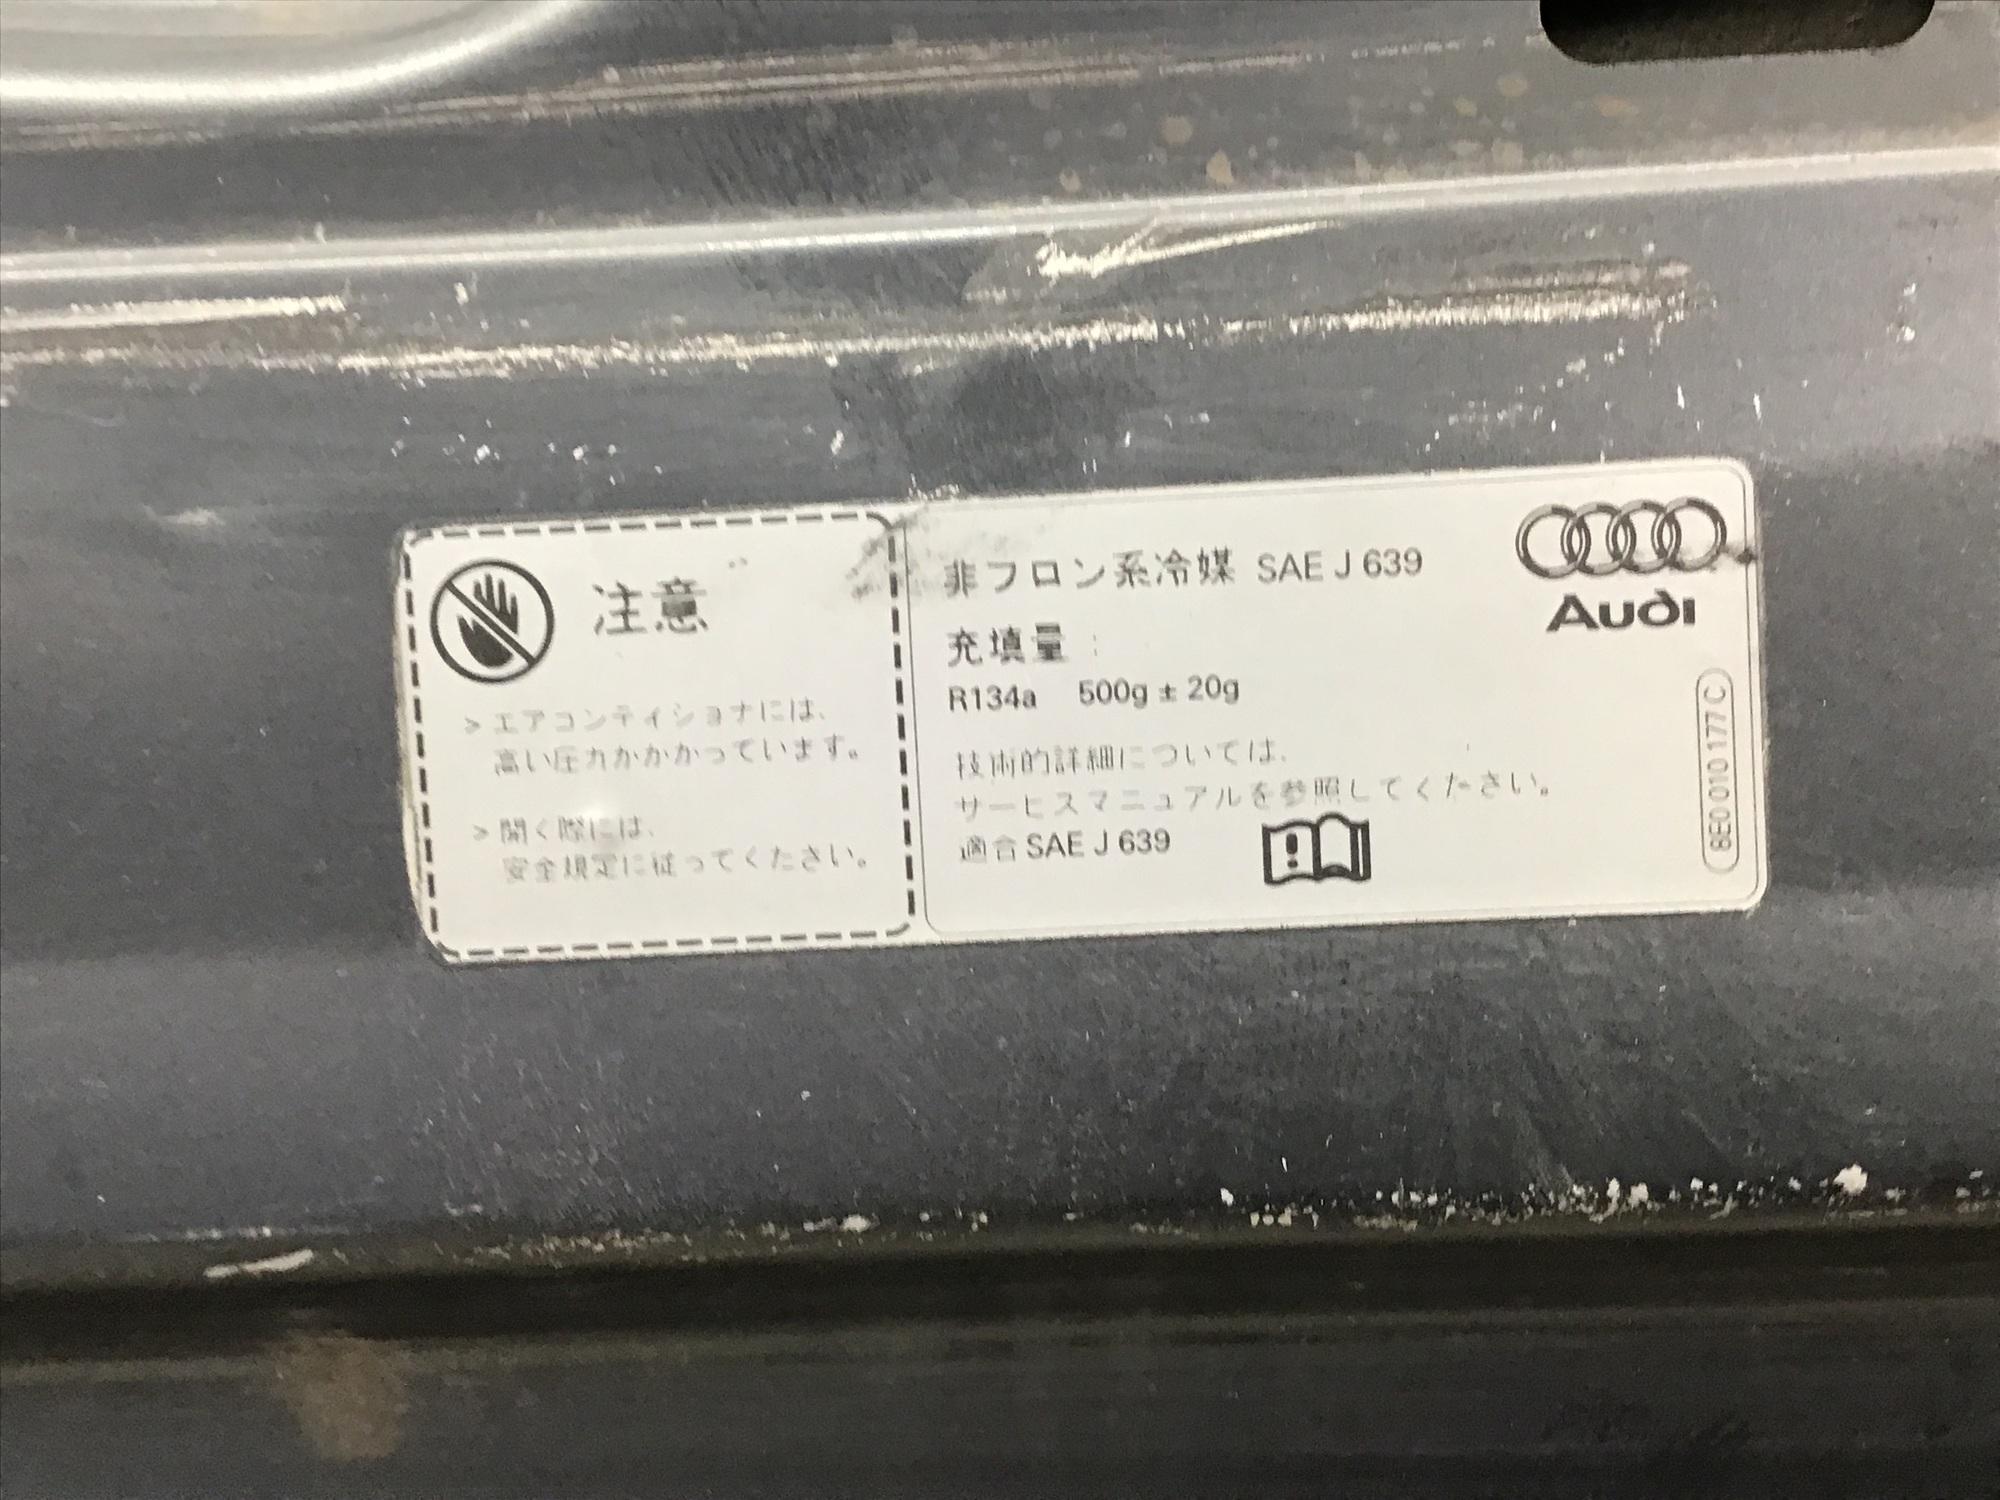 注意
> エアコンディショナには、
高い圧力がかかっています。
> 開く際には、
安全規定に従ってください。
非フロン系冷媒 SAE J 639
充填量 :
R134a 500g ± 20g
技術的詳細については、
サービスマニュアルを参照してください。
適合 SAE J 639
Audi
8E0 010 177 C